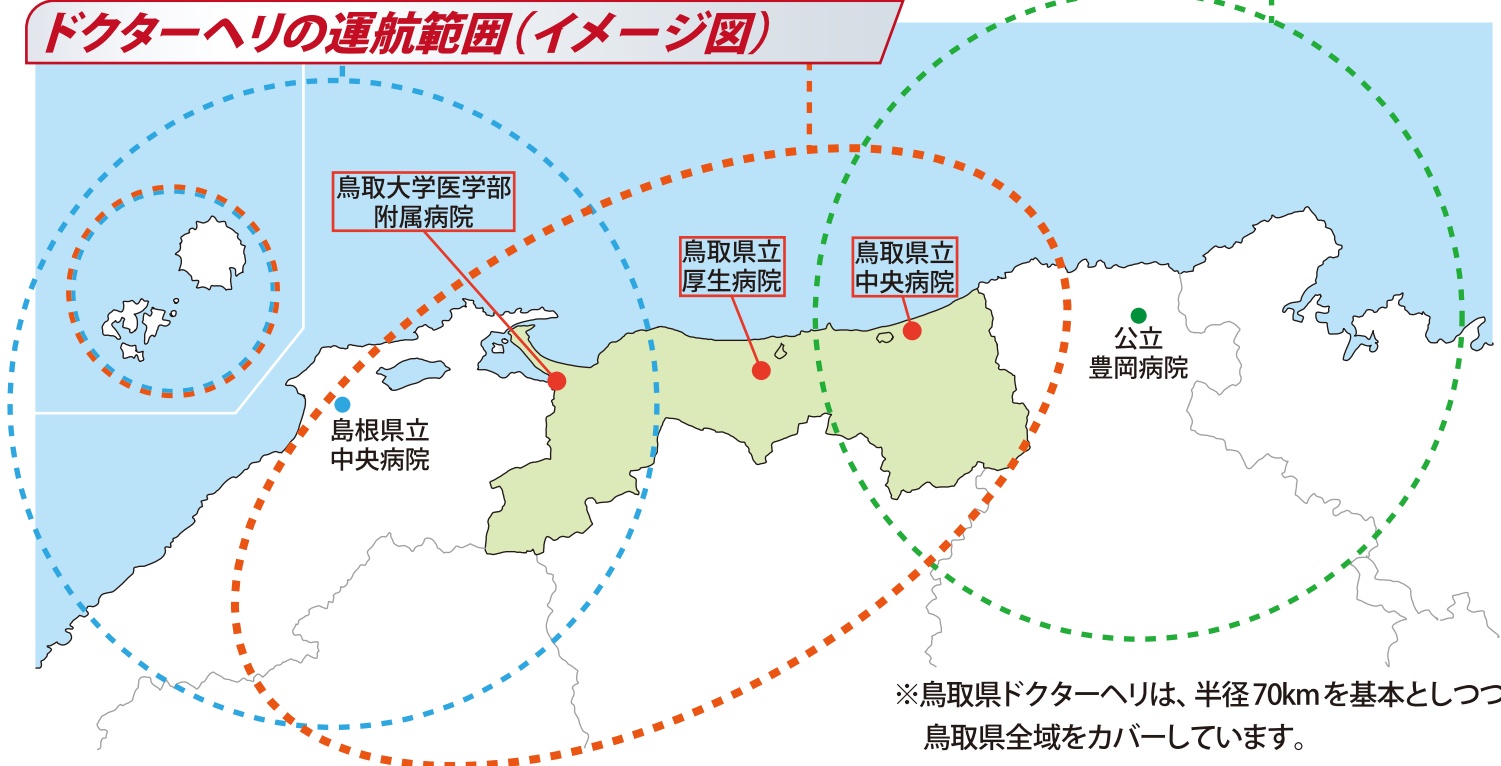 ドクターヘリの運航範囲(イメージ図)
鳥取大学医学部
附属病院
鳥取県立
厚生病院
鳥取県立
中央病院
公立
豊岡病院
島根県立
中央病院
※鳥取県ドクターヘリは、半径70kmを基本としつつ
鳥取県全域をカバーしています。